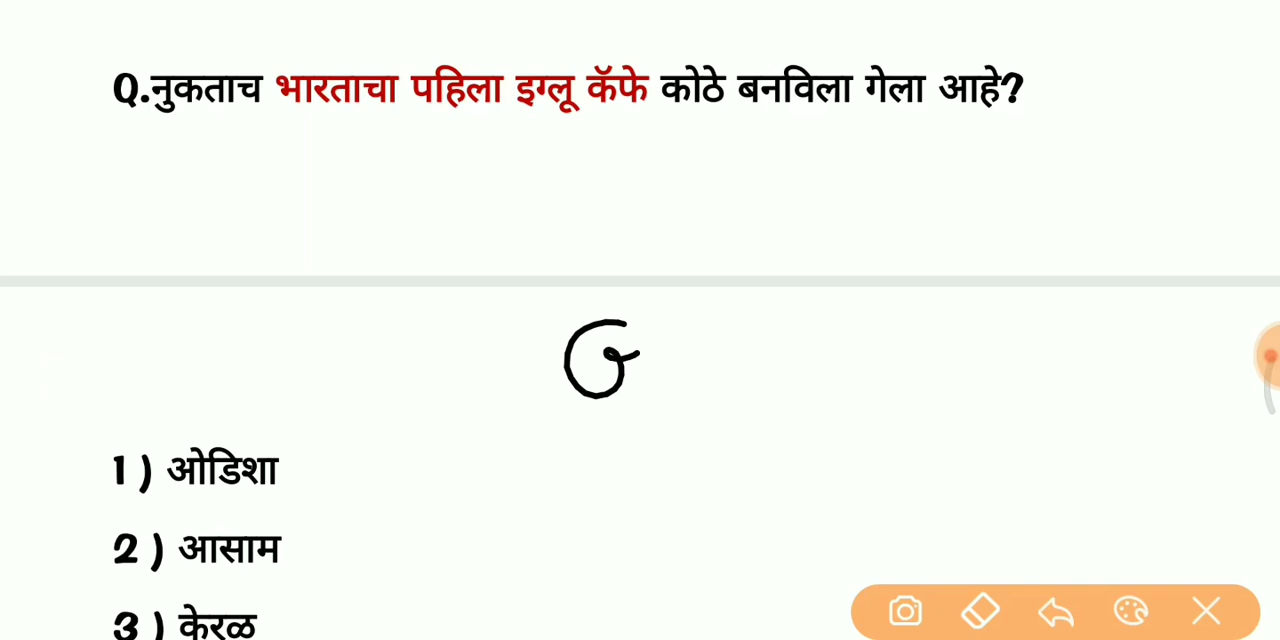 Q.नुकताच भारताचा पहिला इग्लू कॅफे कोठे बनविला गेला आहे?
G
1 ) ओडिशा
2 ) आसाम
3 ) केरळ